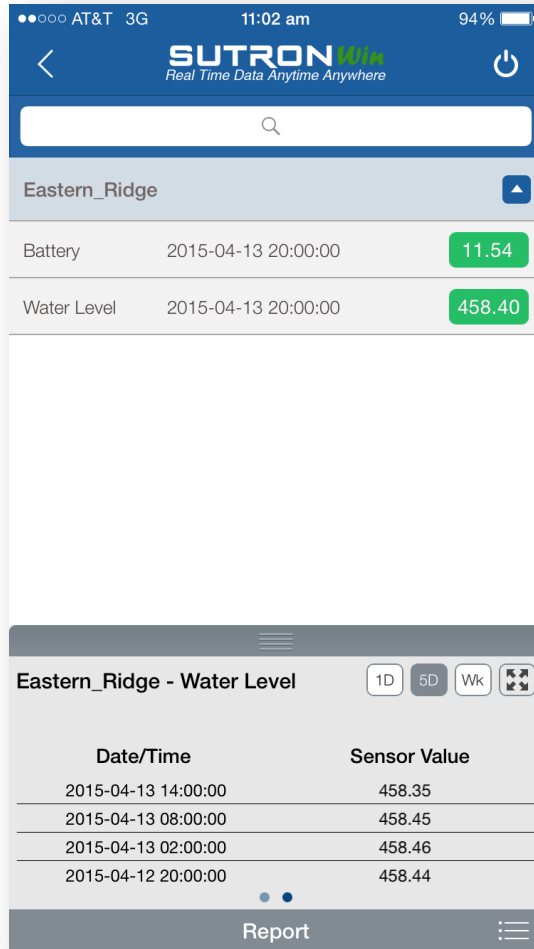 AT&T 3G 11:02 am 94%
SUTRONWin
Real Time Data Anytime Anywhere
Eastern_Ridge
Battery 2015-04-13 20:00:00 11.54
Water Level 2015-04-13 20:00:00 458.40
Eastern_Ridge - Water Level 1D 5D Wk
Date/Time Sensor Value
2015-04-13 14:00:00 458.35
2015-04-13 08:00:00 458.45
2015-04-13 02:00:00 458.46
2015-04-12 20:00:00 458.44
Report